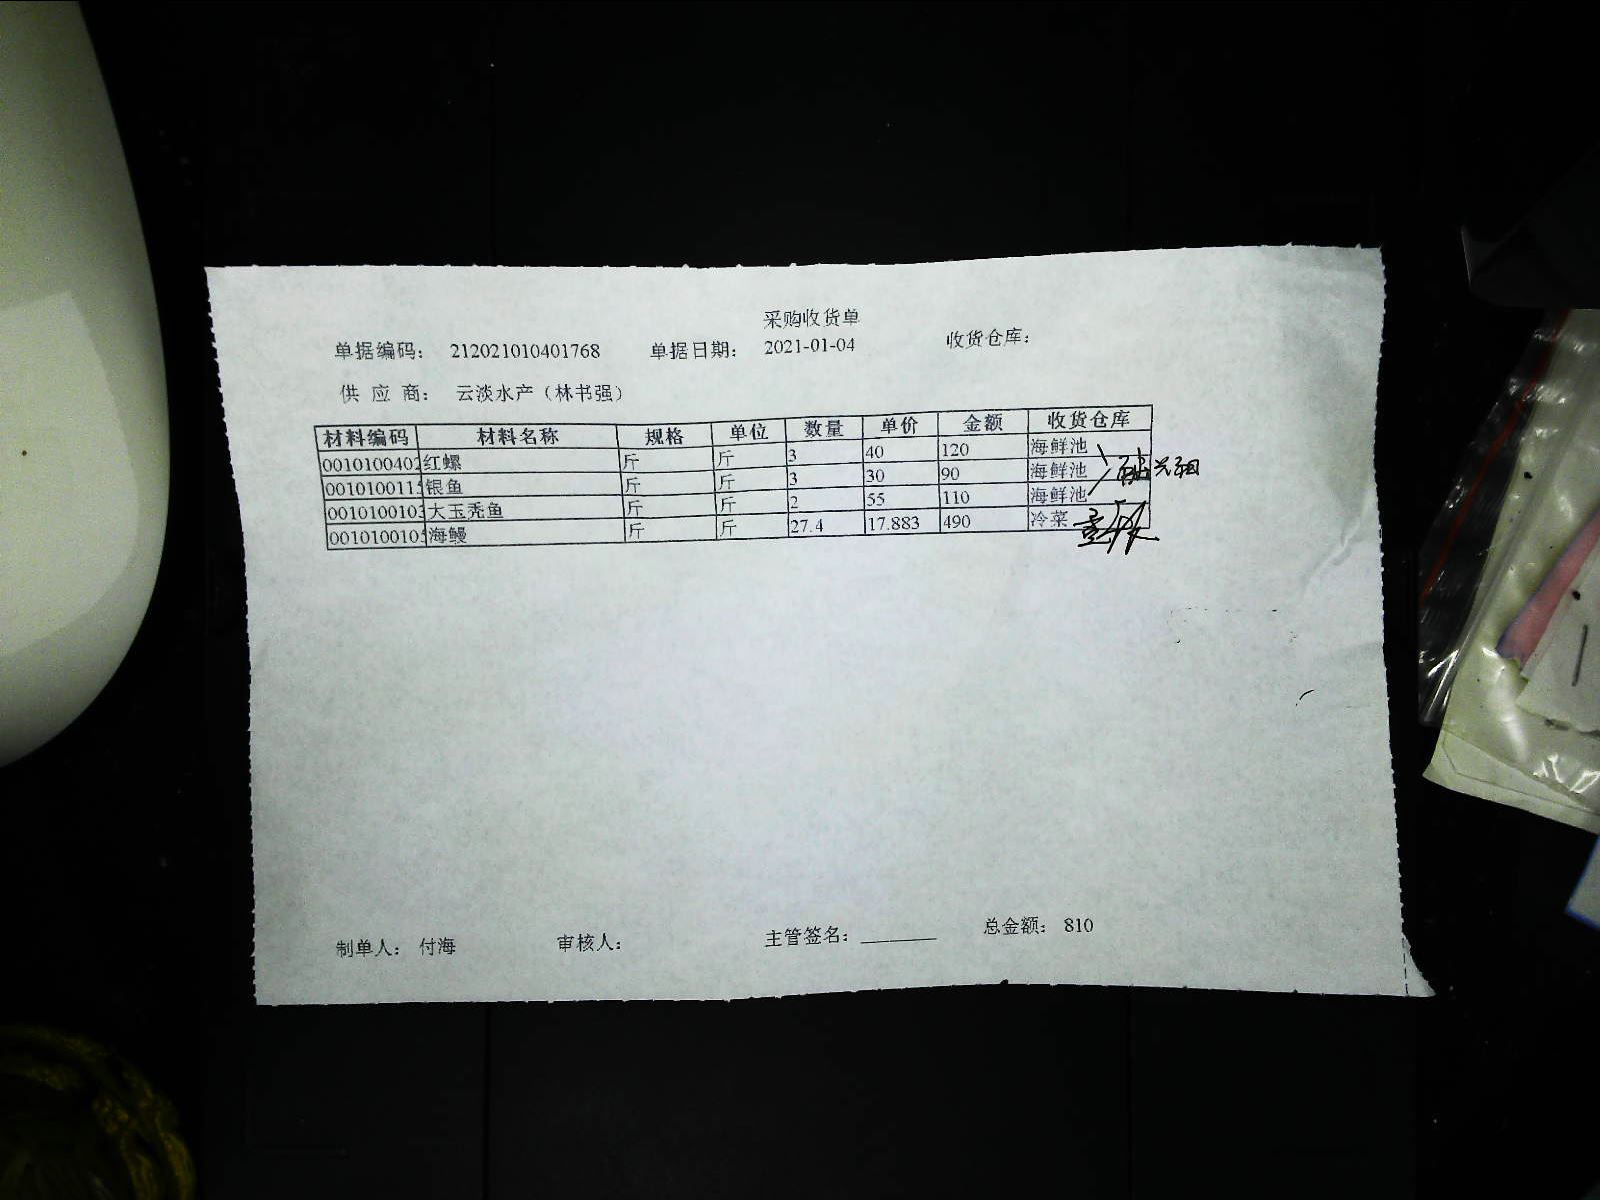 采购收货单
单据编码： 212021010401768 单据日期： 2021-01-04 收货仓库：
供 应 商： 云淡水产（林书强）
材料编码 材料名称 规格 单位 数量 单价 金额 收货仓库
0010100402 红螺 斤 斤 3 40 120 海鲜池
001010011 银鱼 斤 斤 3 30 90 海鲜池
0010100103 大玉秃鱼 斤 斤 2 55 110 海鲜池
001010010 海鳗 斤 斤 27.4 17.883 490 冷菜
制单人： 付海 审核人： 主管签名： 总金额： 810